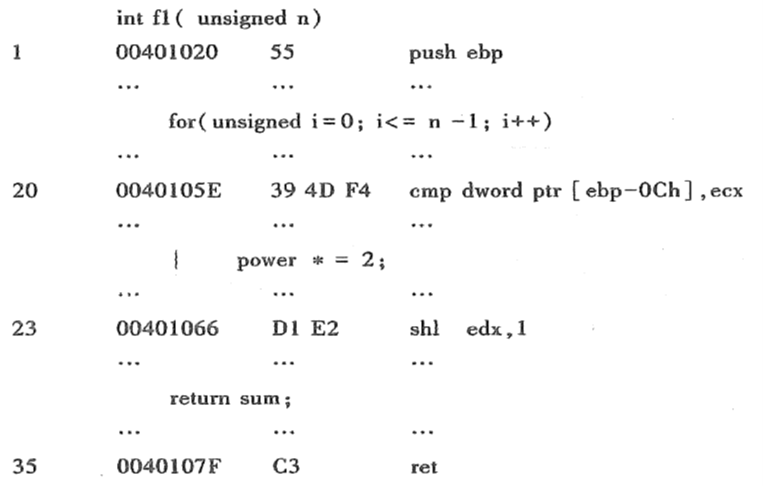 int f1( unsigned n)
1 00401020 55 push ebp
... ... ...
for( unsigned i=0; i<= n -1; i++)
... ... ...
20 0040105E 39 4D F4 cmp dword ptr [ebp-0Ch],ecx
... ... ...
{ power * = 2;
... ... ...
23 00401066 D1 E2 shl edx,1
... ... ...
return sum;
... ... ...
35 0040107F C3 ret